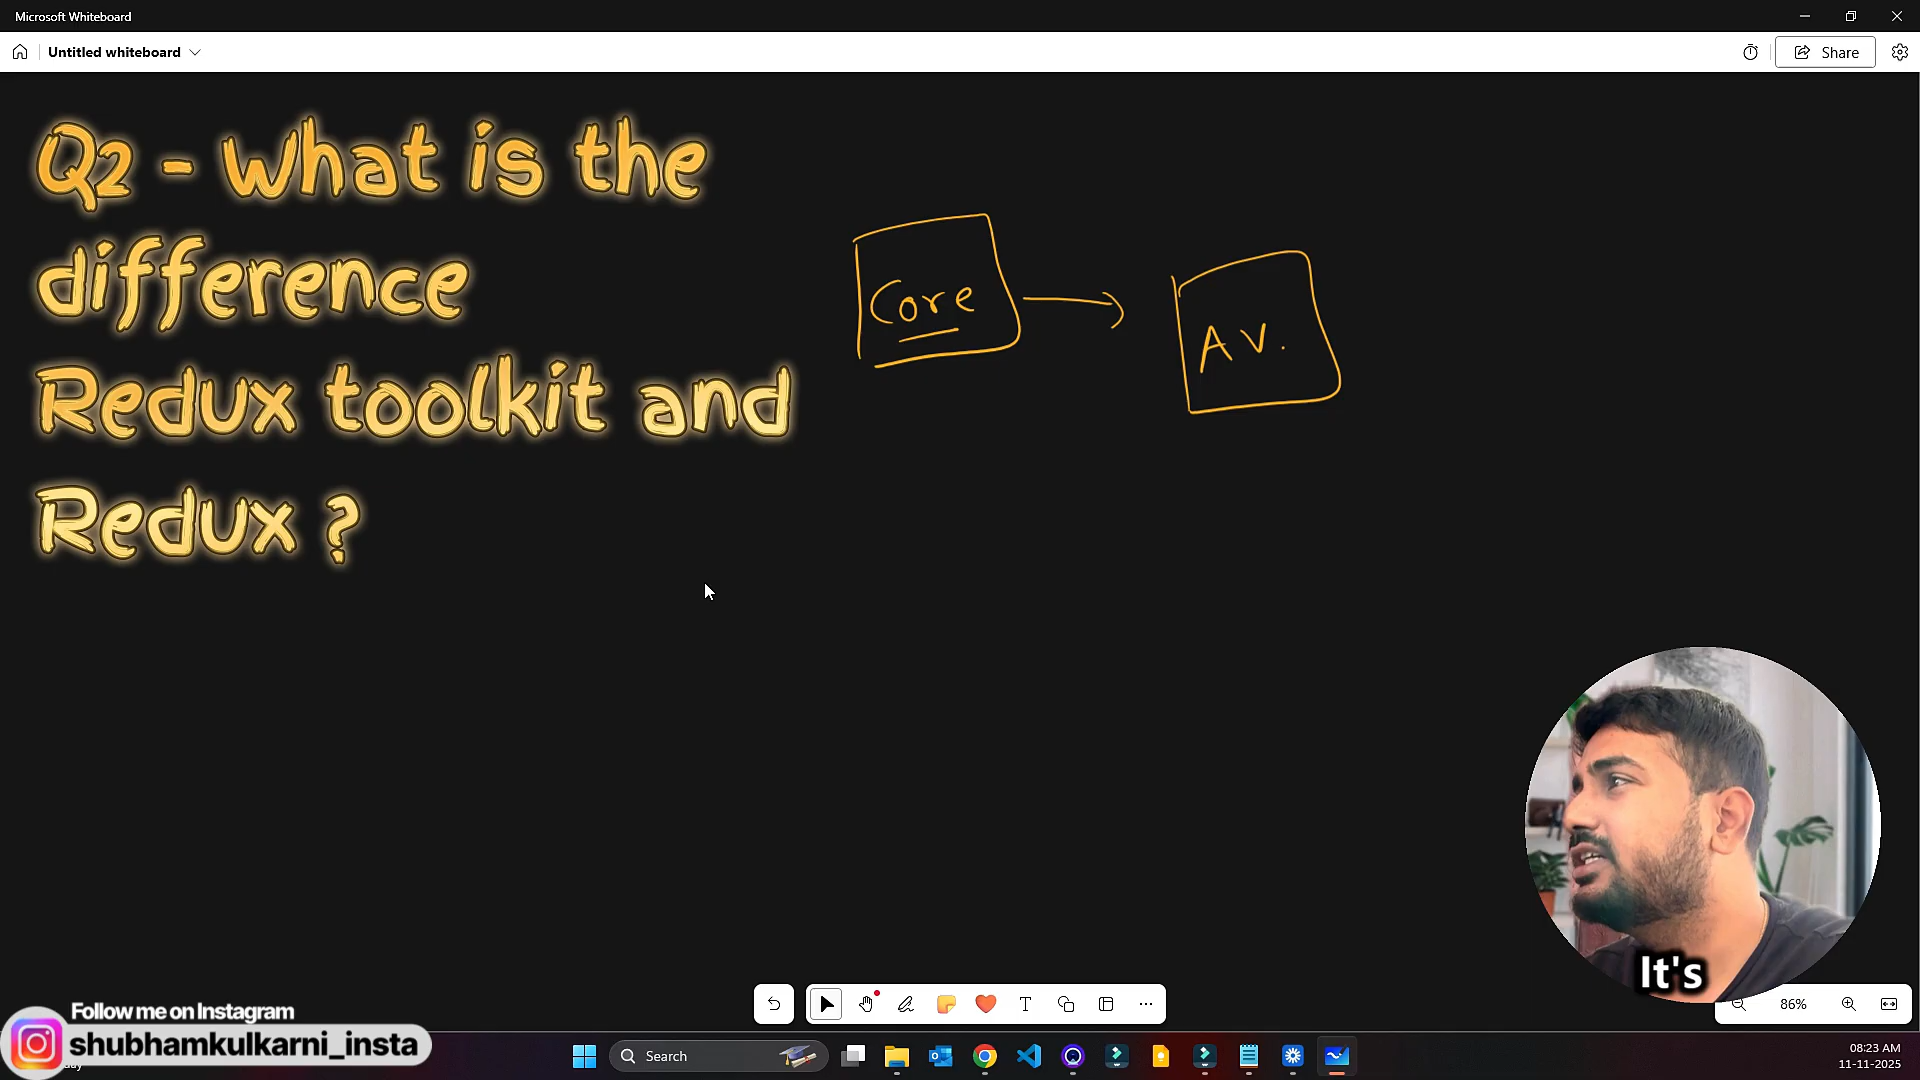 Microsoft Whiteboard
Untitled whiteboard
Share
Q2 - What is the
difference
Redux toolkit and
Redux ?
Core
AV.
It's
86%
Follow me on Instagram
shubhamkulkarni_insta
Search
08:23 AM
11-11-2025